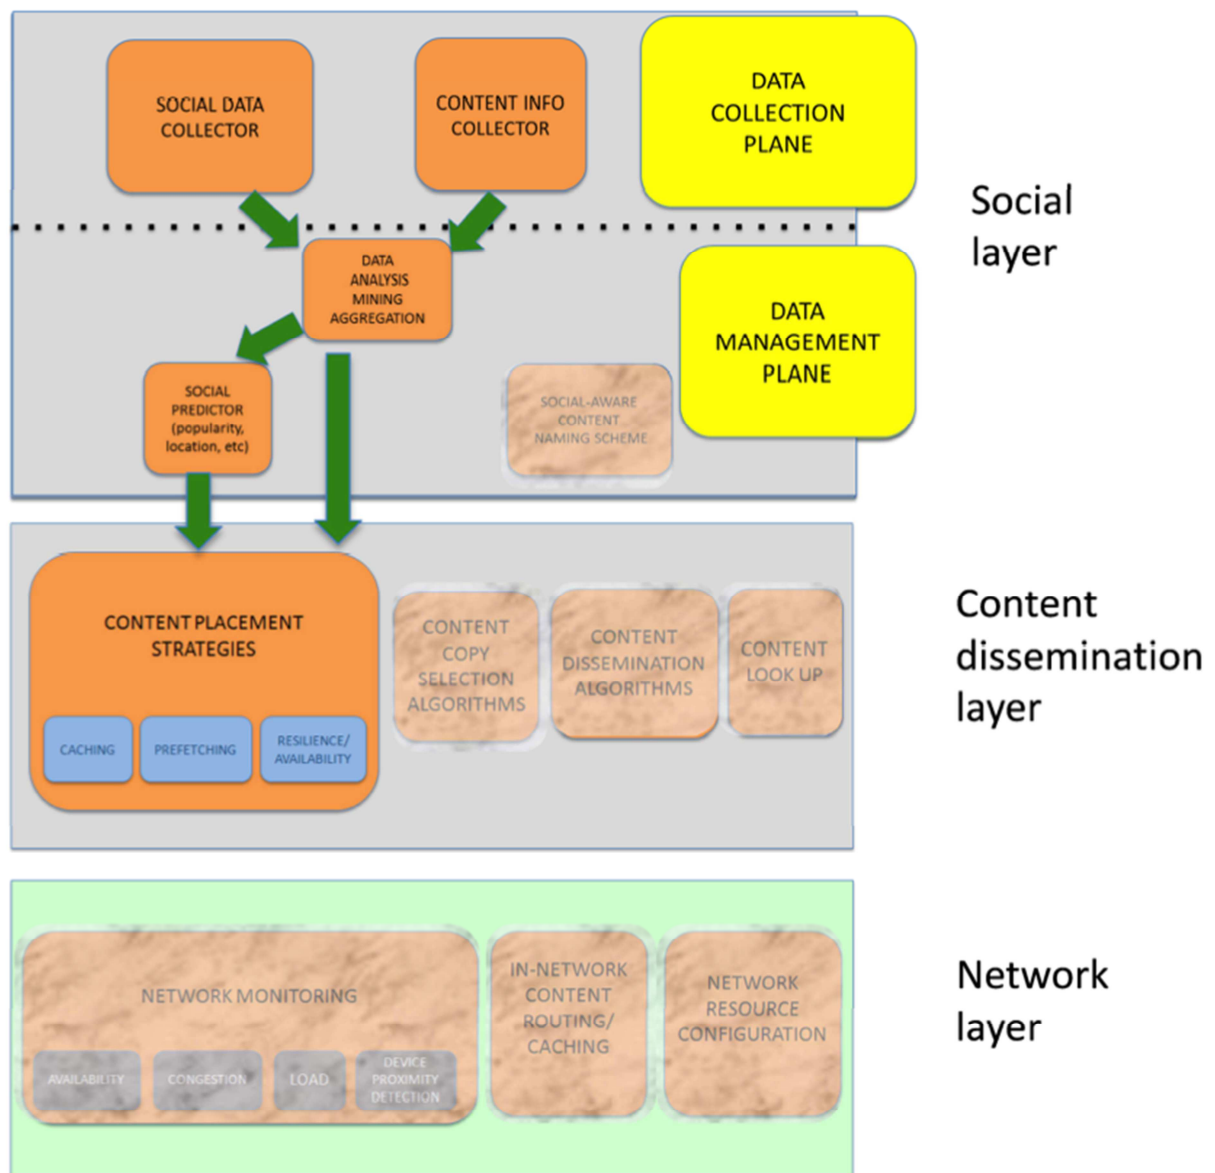 SOCIAL DATA
COLLECTOR
CONTENT INFO
COLLECTOR
DATA
COLLECTION
PLANE
Social
layer
DATA
ANALYSIS
MINING
AGGREGATION
DATA
MANAGEMENT
PLANE
SOCIAL
PREDICTOR
(popularity,
location, etc)
SOCIAL-AWARE
CONTENT
NAMING SCHEME
CONTENT PLACEMENT
STRATEGIES
CACHING
PREFETCHING
RESILIENCE/
AVAILABILITY
CONTENT
COPY
SELECTION
ALGORITHMS
CONTENT
DISSEMINATION
ALGORITHMS
CONTENT
LOOK UP
Content
dissemination
layer
NETWORK MONITORING
AVAILABILITY
CONGESTION
LOAD
DEVICE
PROXIMITY
DETECTION
IN-NETWORK
CONTENT
ROUTING/
CACHING
NETWORK
RESOURCE
CONFIGURATION
Network
layer